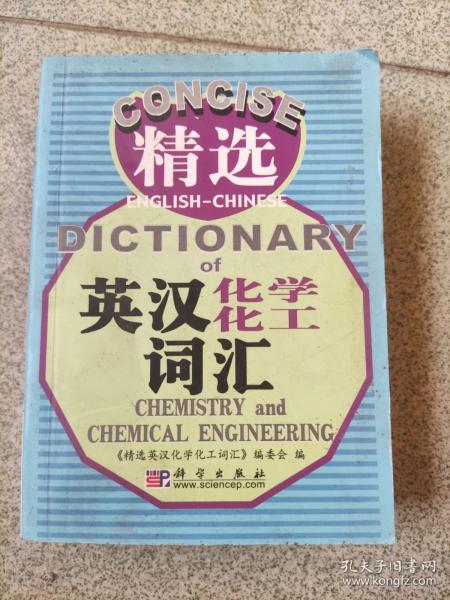 CONCISE
精选
ENGLISH-CHINESE
DICTIONARY
of
英汉化学化工
词汇
CHEMISTRY and
CHEMICAL ENGINEERING
《精选英汉化学化工词汇》 编委会 编
SP 科学出版社
www.sciencep.com
孔夫子旧书网
www.kongfz.com